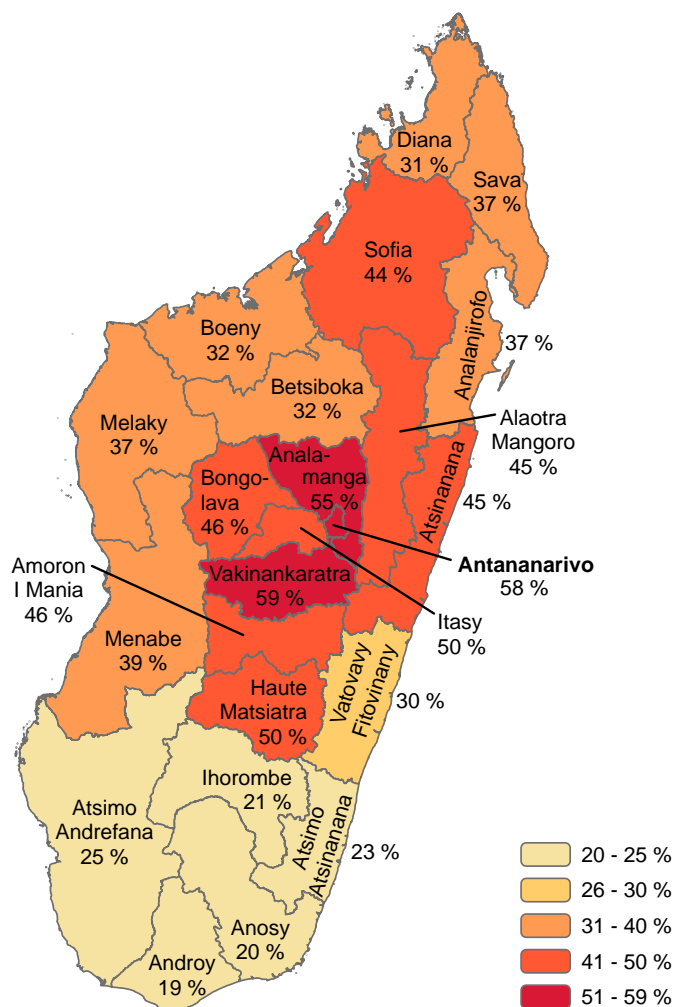 Diana
31 %
Sava
37 %
Sofia
44 %
Analanjirofo
37 %
Boeny
32 %
Betsiboka
32 %
Melaky
37 %
Alaotra
Mangoro
45 %
Anala-
manga
55 %
Bongo-
lava
46 %
Atsinanana
45 %
Antananarivo
58 %
Amoron
I Mania
46 %
Vakinankaratra
59 %
Itasy
50 %
Menabe
39 %
Haute
Matsiatra
50 %
Vatovavy
Fitovinany
30 %
Ihorombe
21 %
Atsimo
Andrefana
25 %
Atsimo
Atsinanana
23 %
Anosy
20 %
Androy
19 %
20 - 25 %
26 - 30 %
31 - 40 %
41 - 50 %
51 - 59 %